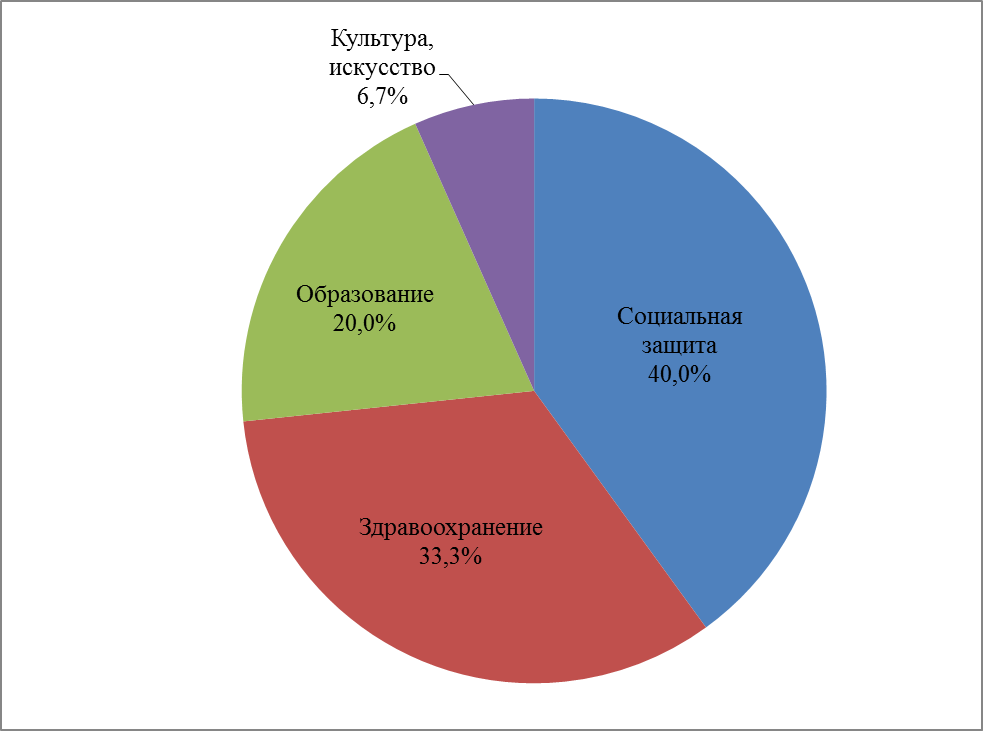 Культура,
искусство
6,7%
Образование
20,0%
Социальная
защита
40,0%
Здравоохранение
33,3%